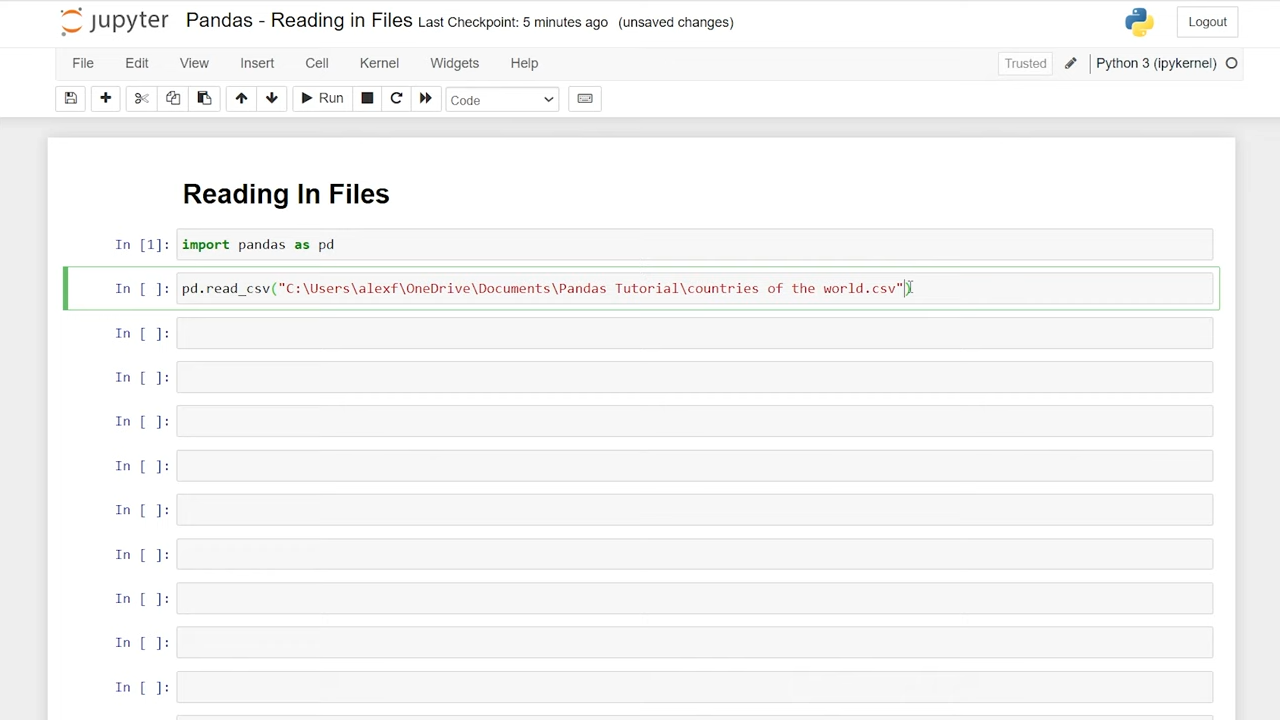 jupyter Pandas - Reading in Files Last Checkpoint: 5 minutes ago (unsaved changes) Logout
File Edit View Insert Cell Kernel Widgets Help Trusted Python 3 (ipykernel)
Run Code
Reading In Files
In [1]: import pandas as pd
In [ ]: pd.read_csv("C:\Users\alexf\OneDrive\Documents\Pandas Tutorial\countries of the world.csv")
In [ ]:
In [ ]:
In [ ]:
In [ ]:
In [ ]:
In [ ]:
In [ ]:
In [ ]:
In [ ]: